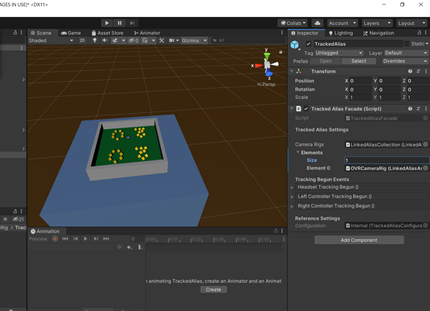 AGES IN USE]* <DX11>
Collab
Account
Layers
Layout
Scene
Game
Asset Store
Animator
Shaded
2D
Gizmos
Persp
Animation
Preview
animating TrackedAlias, create an Animator and an Animat
Create
Inspector
Lighting
Navigation
TrackedAlias
Static
Tag Untagged
Layer Default
Prefab
Open
Select
Overrides
Transform
Position X 0 Y 0 Z 0
Rotation X 0 Y 0 Z 0
Scale X 1 Y 1 Z 1
Tracked Alias Facade (Script)
Script TrackedAliasFacade
Tracked Alias Settings
Camera Rigs LinkedAliasCollection (LinkedA
Elements
Size 1
Element 0 OVRCameraRig (LinkedAliasAs
Tracking Begun Events
Headset Tracking Begun ()
Left Controller Tracking Begun ()
Right Controller Tracking Begun ()
Reference Settings
Configuration Internal (TrackedAliasConfigurat
Add Component